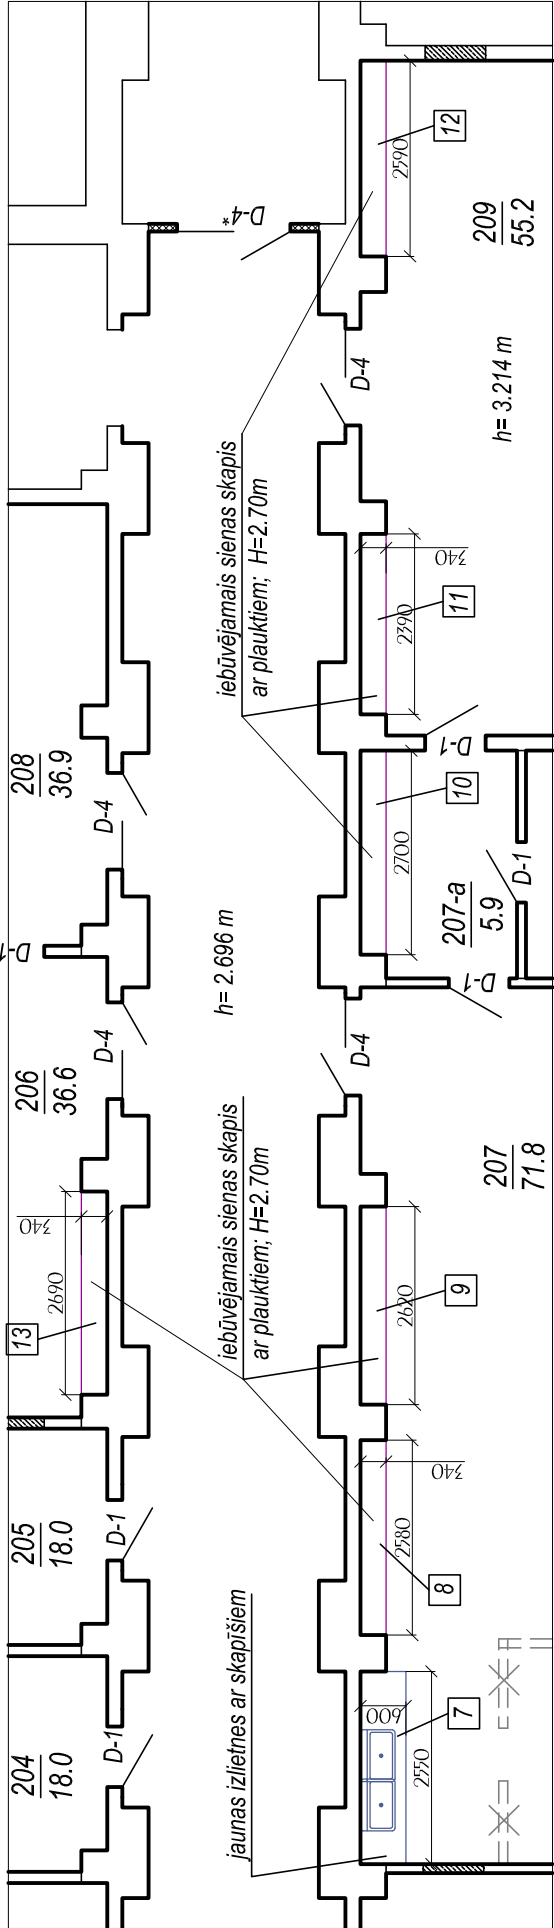 D-4*
12
2590
209
55.2
D-4
h= 3.214 m
iebūvējamais sienas skapis
ar plauktiem; H=2.70m
340
11
2390
208
36.9
D-4
D-1
10
2700
D-1
207-a
5.9
D-1
D-1
h= 2.696 m
206
36.6
D-4
D-4
207
71.8
iebūvējamais sienas skapis
ar plauktiem; H=2.70m
340
2690
13
9
2620
205
18.0
D-1
340
2580
8
jaunas izlietnes ar skapīšiem
204
18.0
D-1
600
7
2550